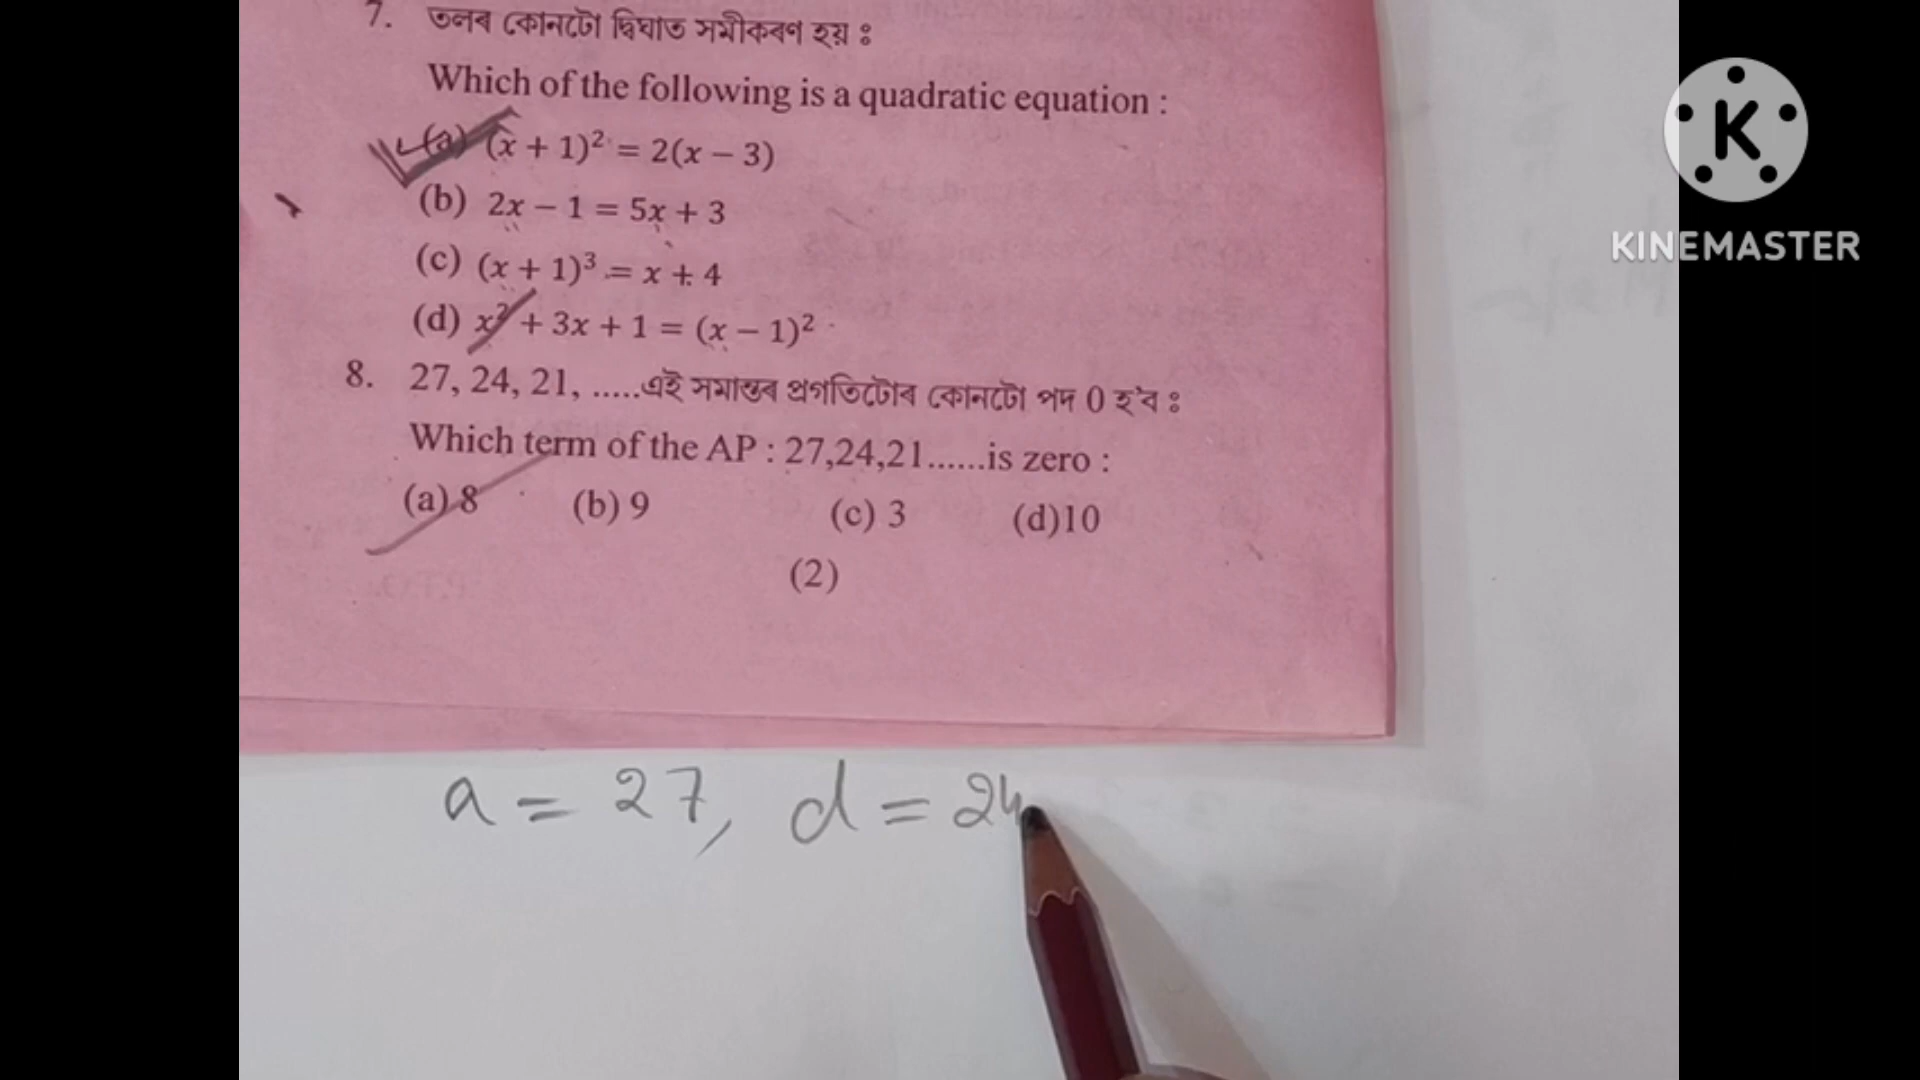 7. তলৰ কোনটো দ্বিঘাত সমীকৰণ হয় ঃ
Which of the following is a quadratic equation :
(a) (x + 1)² = 2(x – 3)
(b) 2x – 1 = 5x + 3
(c) (x + 1)³ = x + 4
(d) x² + 3x + 1 = (x – 1)²
8. 27, 24, 21, .....এই সমান্তৰ প্ৰগতিটোৰ কোনটো পদ 0 হ'ব ঃ
Which term of the AP : 27,24,21......is zero :
(a) 8 (b) 9 (c) 3 (d)10
(2)
a = 27, d = 24
K
KINEMASTER